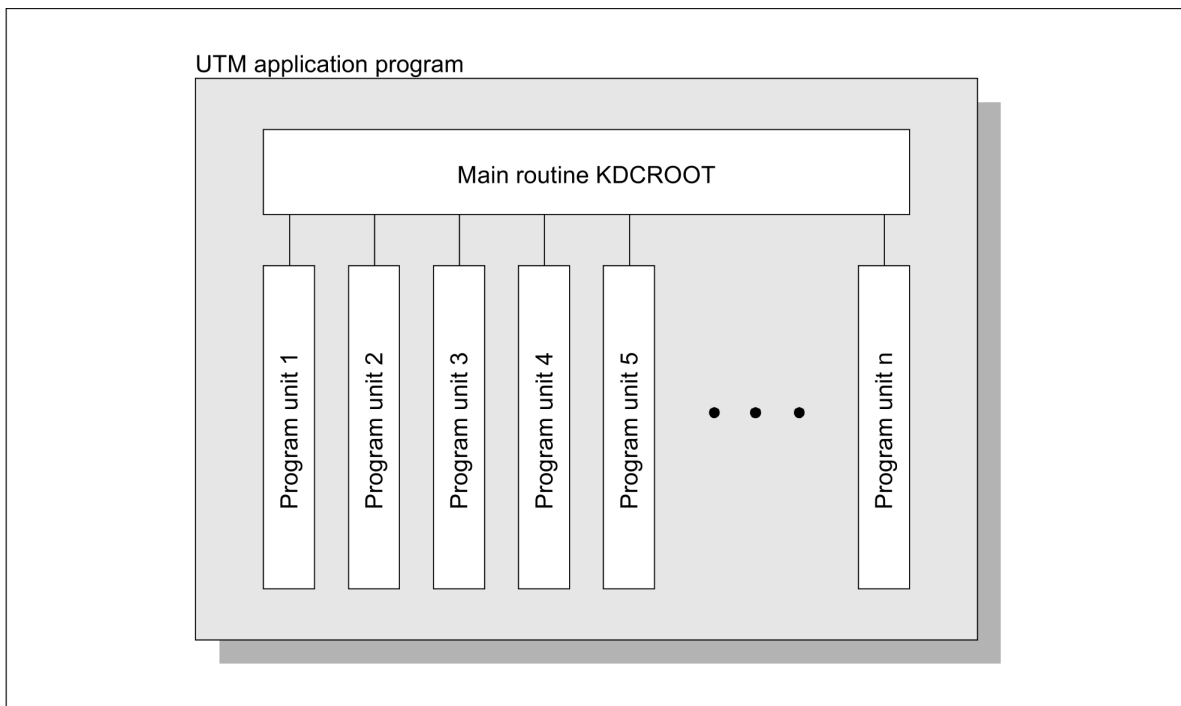 UTM application program
Main routine KDCROOT
Program unit 1
Program unit 2
Program unit 3
Program unit 4
Program unit 5
Program unit n